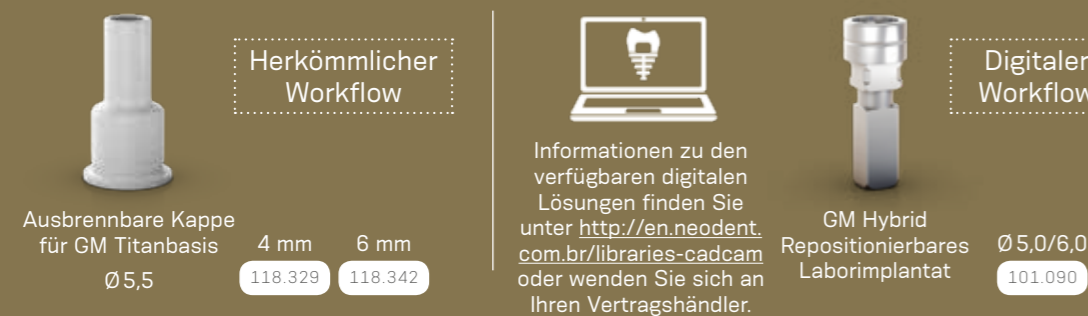 Herkömmlicher
Workflow
Ausbrennbare Kappe
für GM Titanbasis
Ø 5,5
4 mm 6 mm
118.329 118.342
Informationen zu den
verfügbaren digitalen
Lösungen finden Sie
unter http://en.neodent.
com.br/libraries-cadcam
oder wenden Sie sich an
Ihren Vertragshändler.
Digitaler
Workflow
GM Hybrid
Repositionierbares
Laborimplantat
Ø 5,0/6,0
101.090